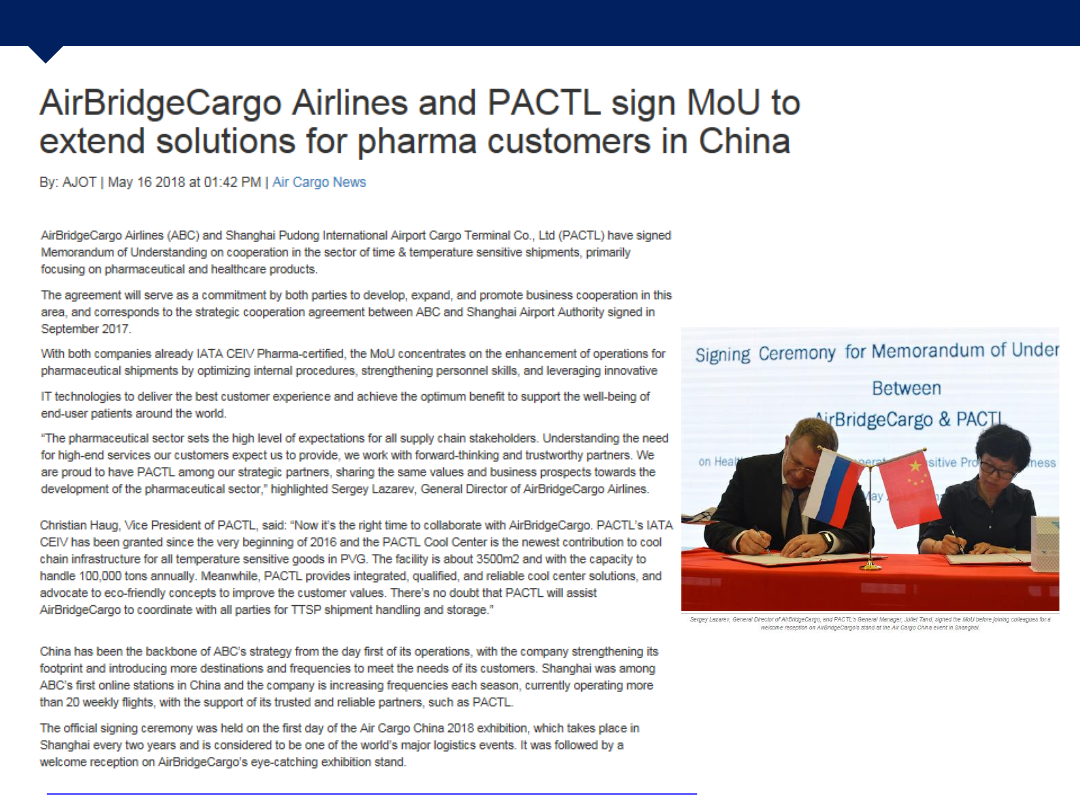 AirBridgeCargo Airlines and PACTL sign MoU to
extend solutions for pharma customers in China
By: AJOT | May 16 2018 at 01:42 PM | Air Cargo News
AirBridgeCargo Airlines (ABC) and Shanghai Pudong International Airport Cargo Terminal Co., Ltd (PACTL) have signed
Memorandum of Understanding on cooperation in the sector of time & temperature sensitive shipments, primarily
focusing on pharmaceutical and healthcare products.
The agreement will serve as a commitment by both parties to develop, expand, and promote business cooperation in this
area, and corresponds to the strategic cooperation agreement between ABC and Shanghai Airport Authority signed in
September 2017.
With both companies already IATA CEIV Pharma-certified, the MoU concentrates on the enhancement of operations for
pharmaceutical shipments by optimizing internal procedures, strengthening personnel skills, and leveraging innovative
IT technologies to deliver the best customer experience and achieve the optimum benefit to support the well-being of
end-user patients around the world.
“The pharmaceutical sector sets the high level of expectations for all supply chain stakeholders. Understanding the need
for high-end services our customers expect us to provide, we work with forward-thinking and trustworthy partners. We
are proud to have PACTL among our strategic partners, sharing the same values and business prospects towards the
development of the pharmaceutical sector,” highlighted Sergey Lazarev, General Director of AirBridgeCargo Airlines.
Christian Haug, Vice President of PACTL, said: “Now it’s the right time to collaborate with AirBridgeCargo. PACTL’s IATA
CEIV has been granted since the very beginning of 2016 and the PACTL Cool Center is the newest contribution to cool
chain infrastructure for all temperature sensitive goods in PVG. The facility is about 3500m2 and with the capacity to
handle 100,000 tons annually. Meanwhile, PACTL provides integrated, qualified, and reliable cool center solutions, and
advocate to eco-friendly concepts to improve the customer values. There’s no doubt that PACTL will assist
AirBridgeCargo to coordinate with all parties for TTSP shipment handling and storage.”
China has been the backbone of ABC’s strategy from the day first of its operations, with the company strengthening its
footprint and introducing more destinations and frequencies to meet the needs of its customers. Shanghai was among
ABC’s first online stations in China and the company is increasing frequencies each season, currently operating more
than 20 weekly flights, with the support of its trusted and reliable partners, such as PACTL.
The official signing ceremony was held on the first day of the Air Cargo China 2018 exhibition, which takes place in
Shanghai every two years and is considered to be one of the world’s major logistics events. It was followed by a
welcome reception on AirBridgeCargo’s eye-catching exhibition stand.
Signing Ceremony for Memorandum of Under
Between
AirBridgeCargo & PACTL
on Heal
Sergey Lazarev, General Director of AirBridgeCargo, and PACTL's General Manager, Juliet Tand, signed the MoU before joining colleagues for a
welcome reception on AirBridgeCargo's stand at the Air Cargo China event in Shanghai.